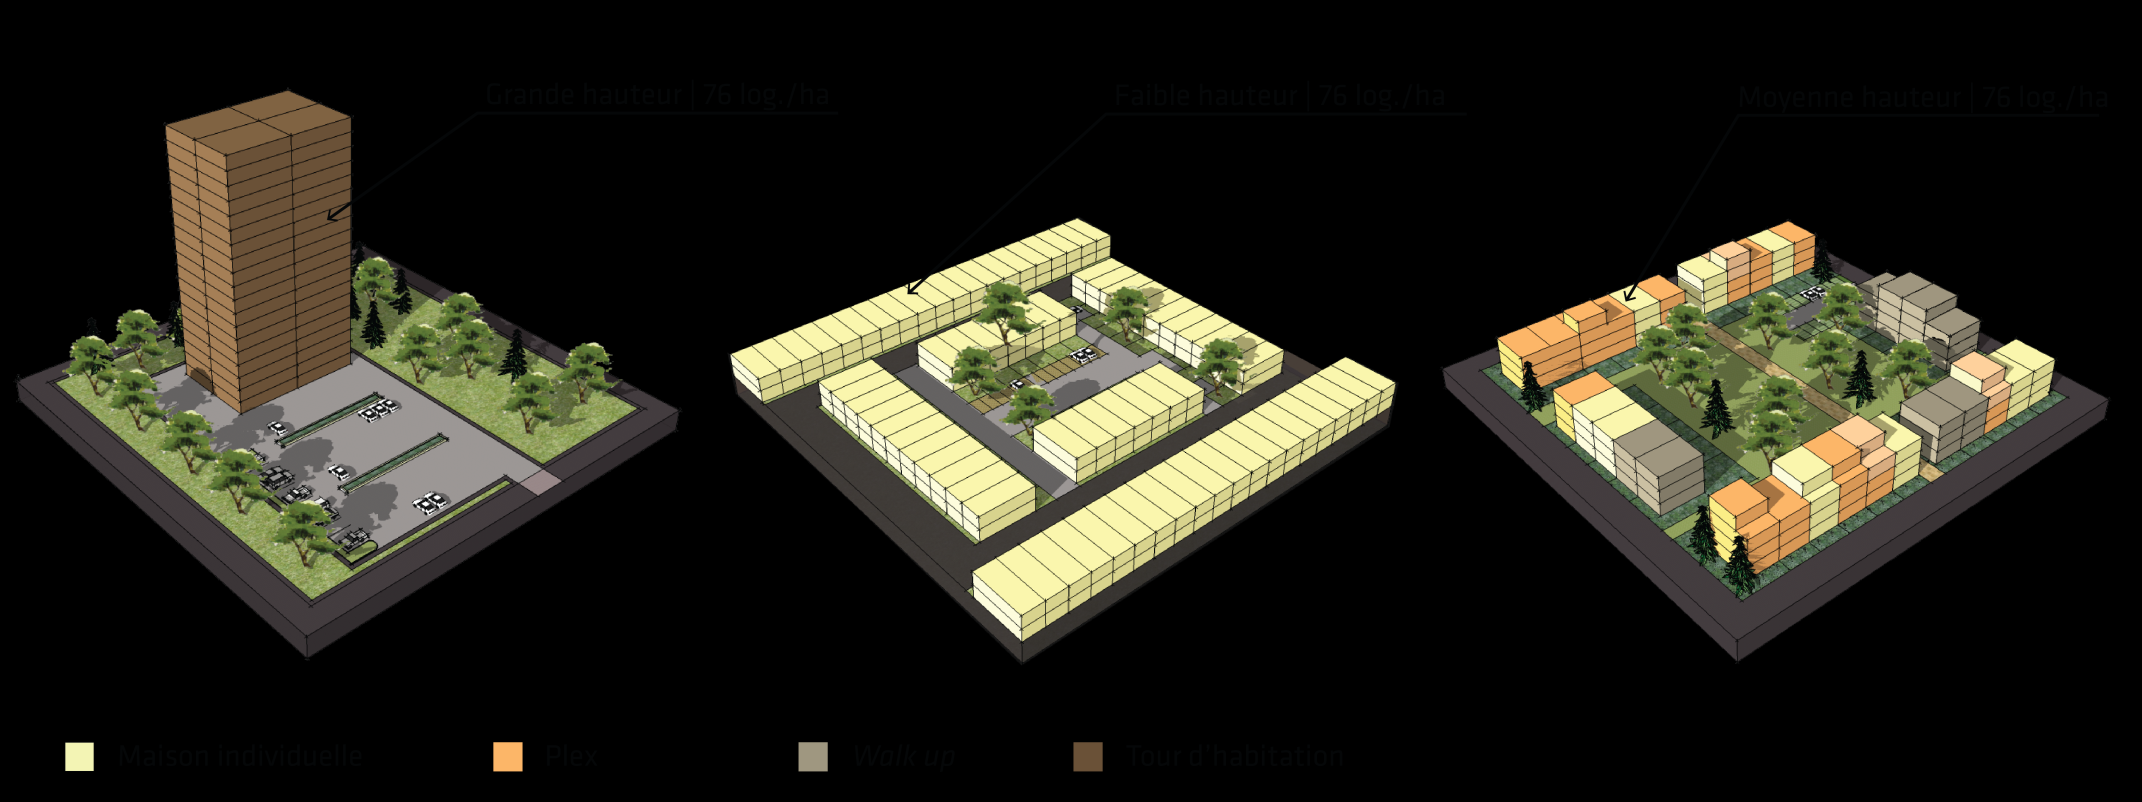 Grande hauteur | 76 log./ha
Faible hauteur | 76 log./ha
Moyenne hauteur | 76 log./ha
Maison individuelle
Plex
Walk up
Tour d'habitation